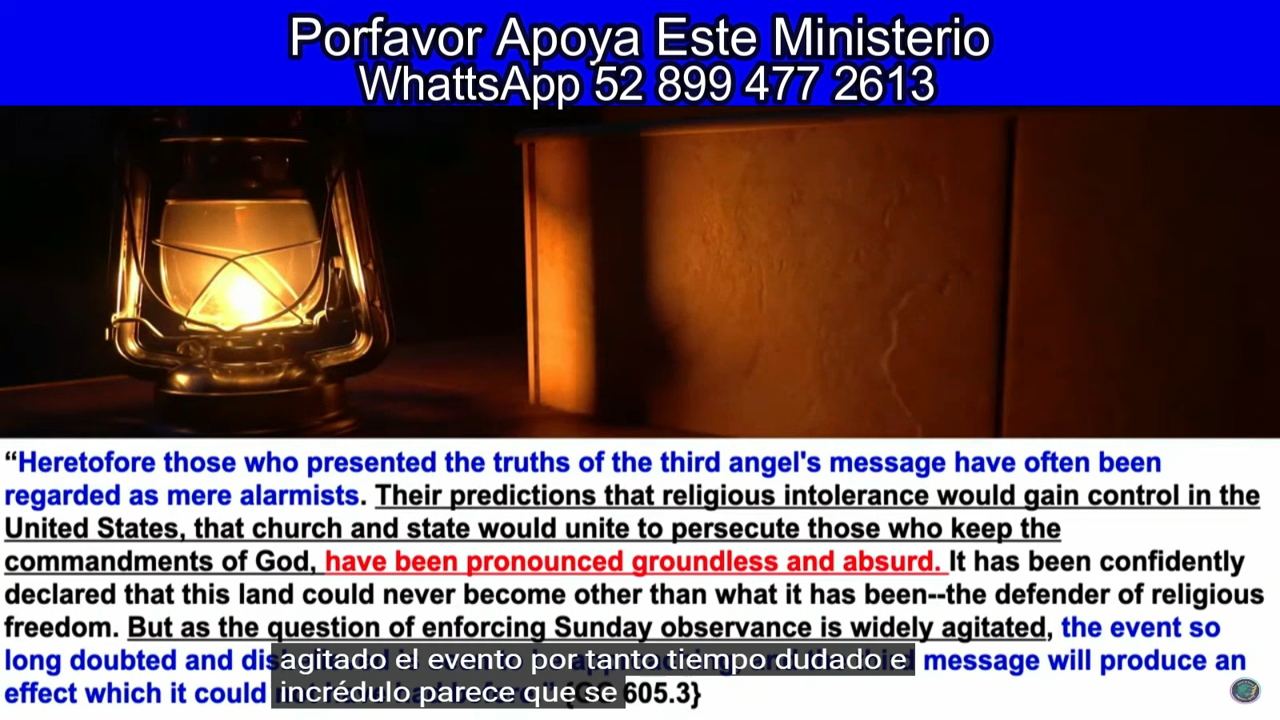 Porfavor Apoya Este Ministerio
WhattsApp 52 899 477 2613
“Heretofore those who presented the truths of the third angel's message have often been
regarded as mere alarmists. Their predictions that religious intolerance would gain control in the
United States, that church and state would unite to persecute those who keep the
commandments of God, have been pronounced groundless and absurd. It has been confidently
declared that this land could never become other than what it has been--the defender of religious
freedom. But as the question of enforcing Sunday observance is widely agitated, the event so
long doubted and message will produce an
agitado el evento por tanto tiempo dudado e
effect which it could 605.3}
incrédulo parece que se